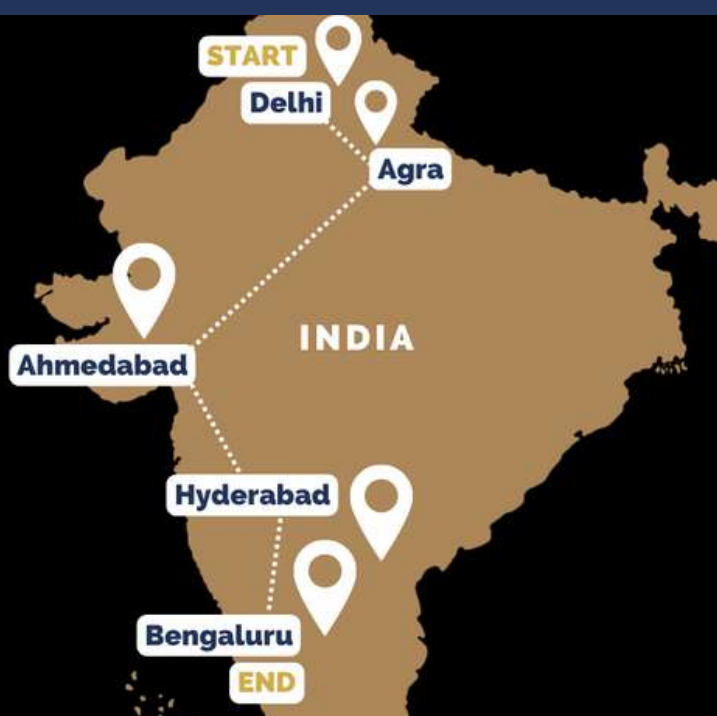 START
Delhi
Agra
INDIA
Ahmedabad
Hyderabad
Bengaluru
END